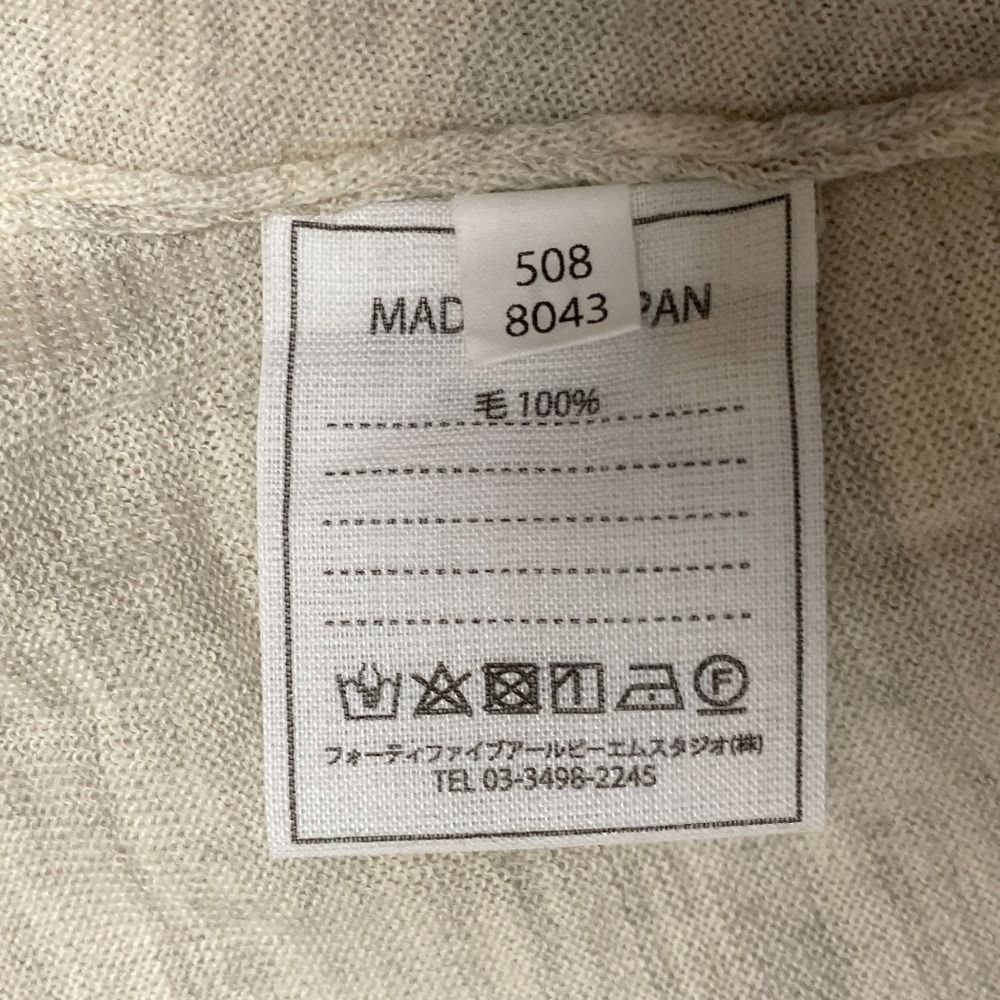 508
8043
MAD PAN
毛 100%
F
フォーティファイブアールピーエムスタジオ(株)
TEL 03-3498-2245